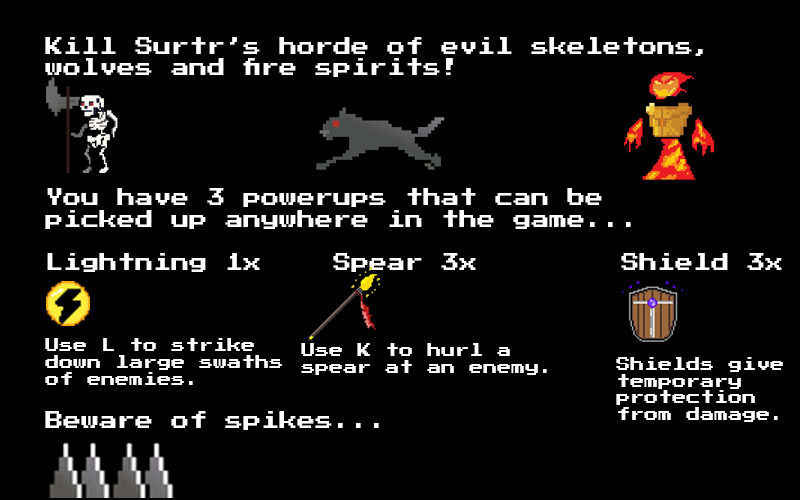 Kill Surtr's horde of evil skeletons,
wolves and fire spirits!
You have 3 powerups that can be
picked up anywhere in the game...
Lightning 1x
Spear 3x
Shield 3x
Use L to strike
down large swaths
of enemies.
Use K to hurl a
spear at an enemy.
Shields give
temporary
protection
from damage.
Beware of spikes...